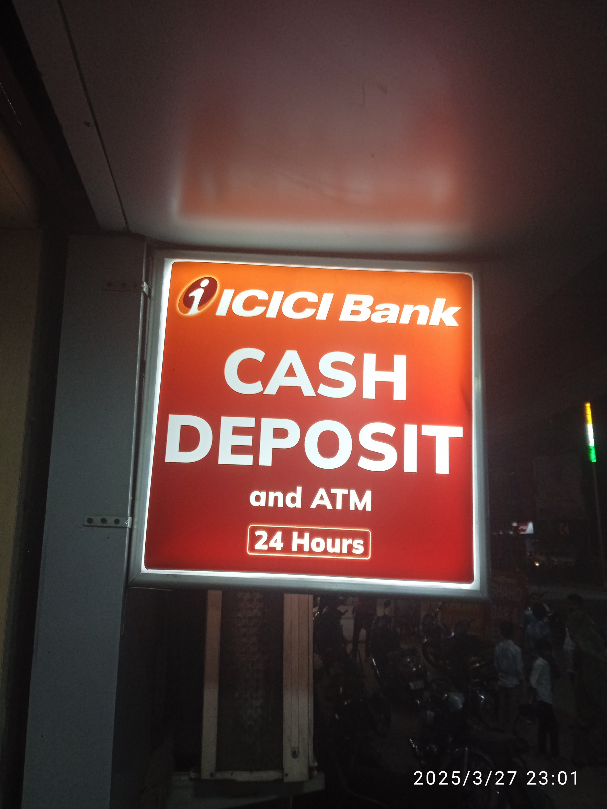 i ICICI Bank
CASH
DEPOSIT
and ATM
24 Hours
2025/3/27 23:01